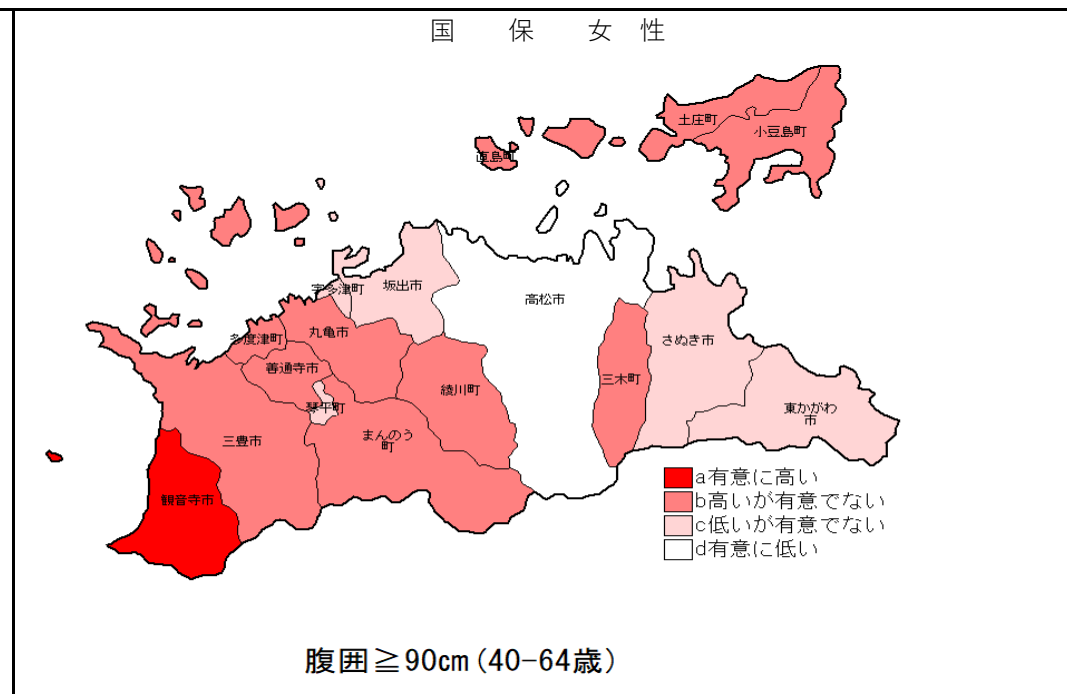 国 保 女 性
土庄町
小豆島町
直島町
宇多津町
坂出市
高松市
多度津町
丸亀市
さぬき市
善通寺市
三木町
綾川町
琴平町
東かがわ
市
まんのう
町
三豊市
観音寺市
a有意に高い
b高いが有意でない
c低いが有意でない
d有意に低い
腹囲≧90cm(40-64歳)